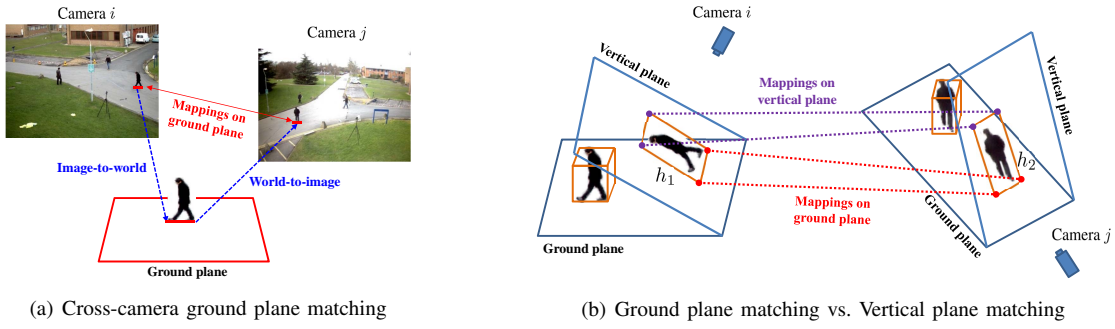 Camera i
Camera j
Mappings on
ground plane
Image-to-world
World-to-image
Ground plane
(a) Cross-camera ground plane matching
Camera i
Vertical plane
Mappings on
vertical plane
Vertical plane
h1
h2
Mappings on
ground plane
Ground plane
Ground plane
Camera j
(b) Ground plane matching vs. Vertical plane matching